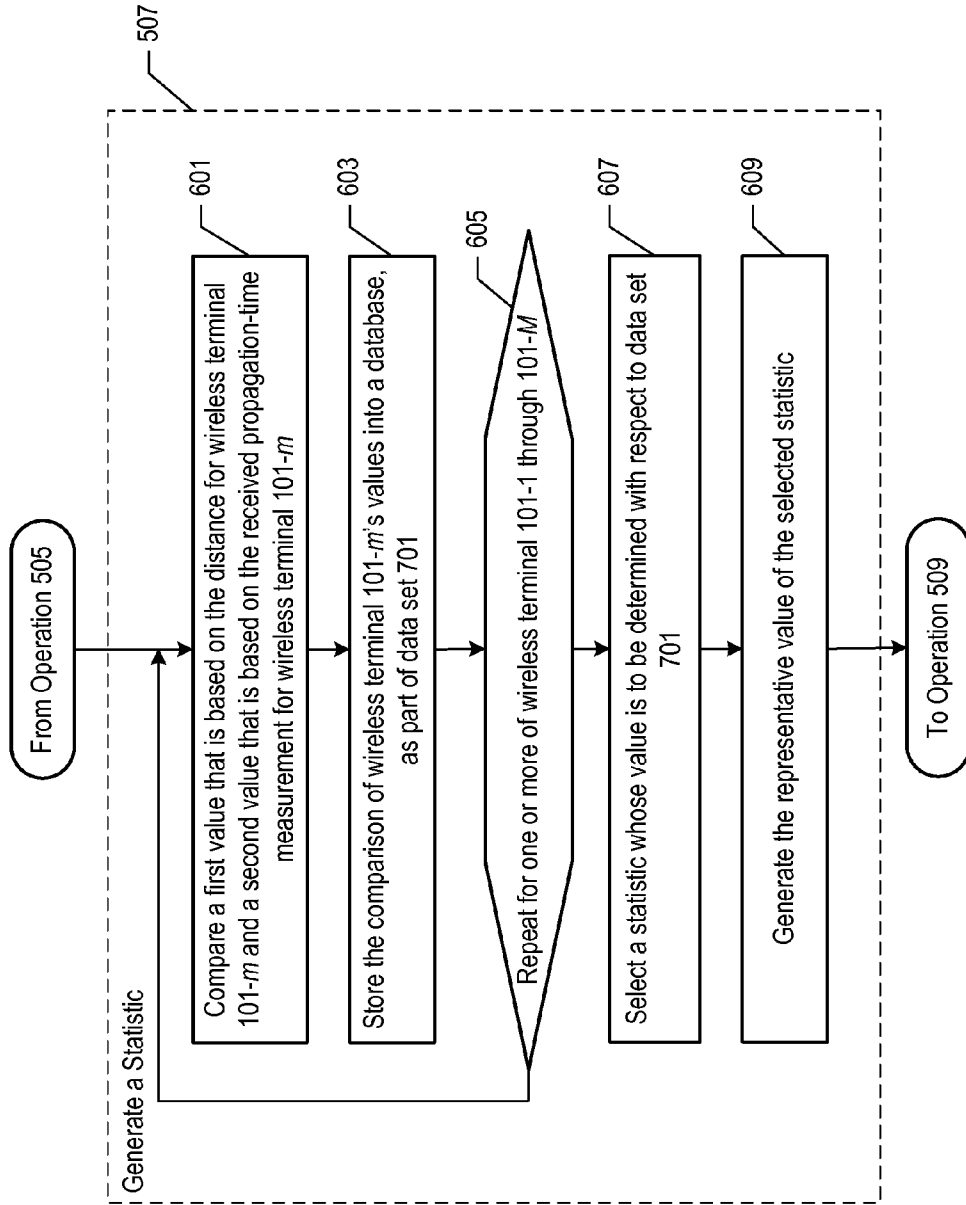 From Operation 505
Generate a Statistic
507
601
Compare a first value that is based on the distance for wireless terminal
101-m and a second value that is based on the received propagation-time
measurement for wireless terminal 101-m
603
Store the comparison of wireless terminal 101-m's values into a database,
as part of data set 701
605
Repeat for one or more of wireless terminal 101-1 through 101-M
607
Select a statistic whose value is to be determined with respect to data set
701
609
Generate the representative value of the selected statistic
To Operation 509